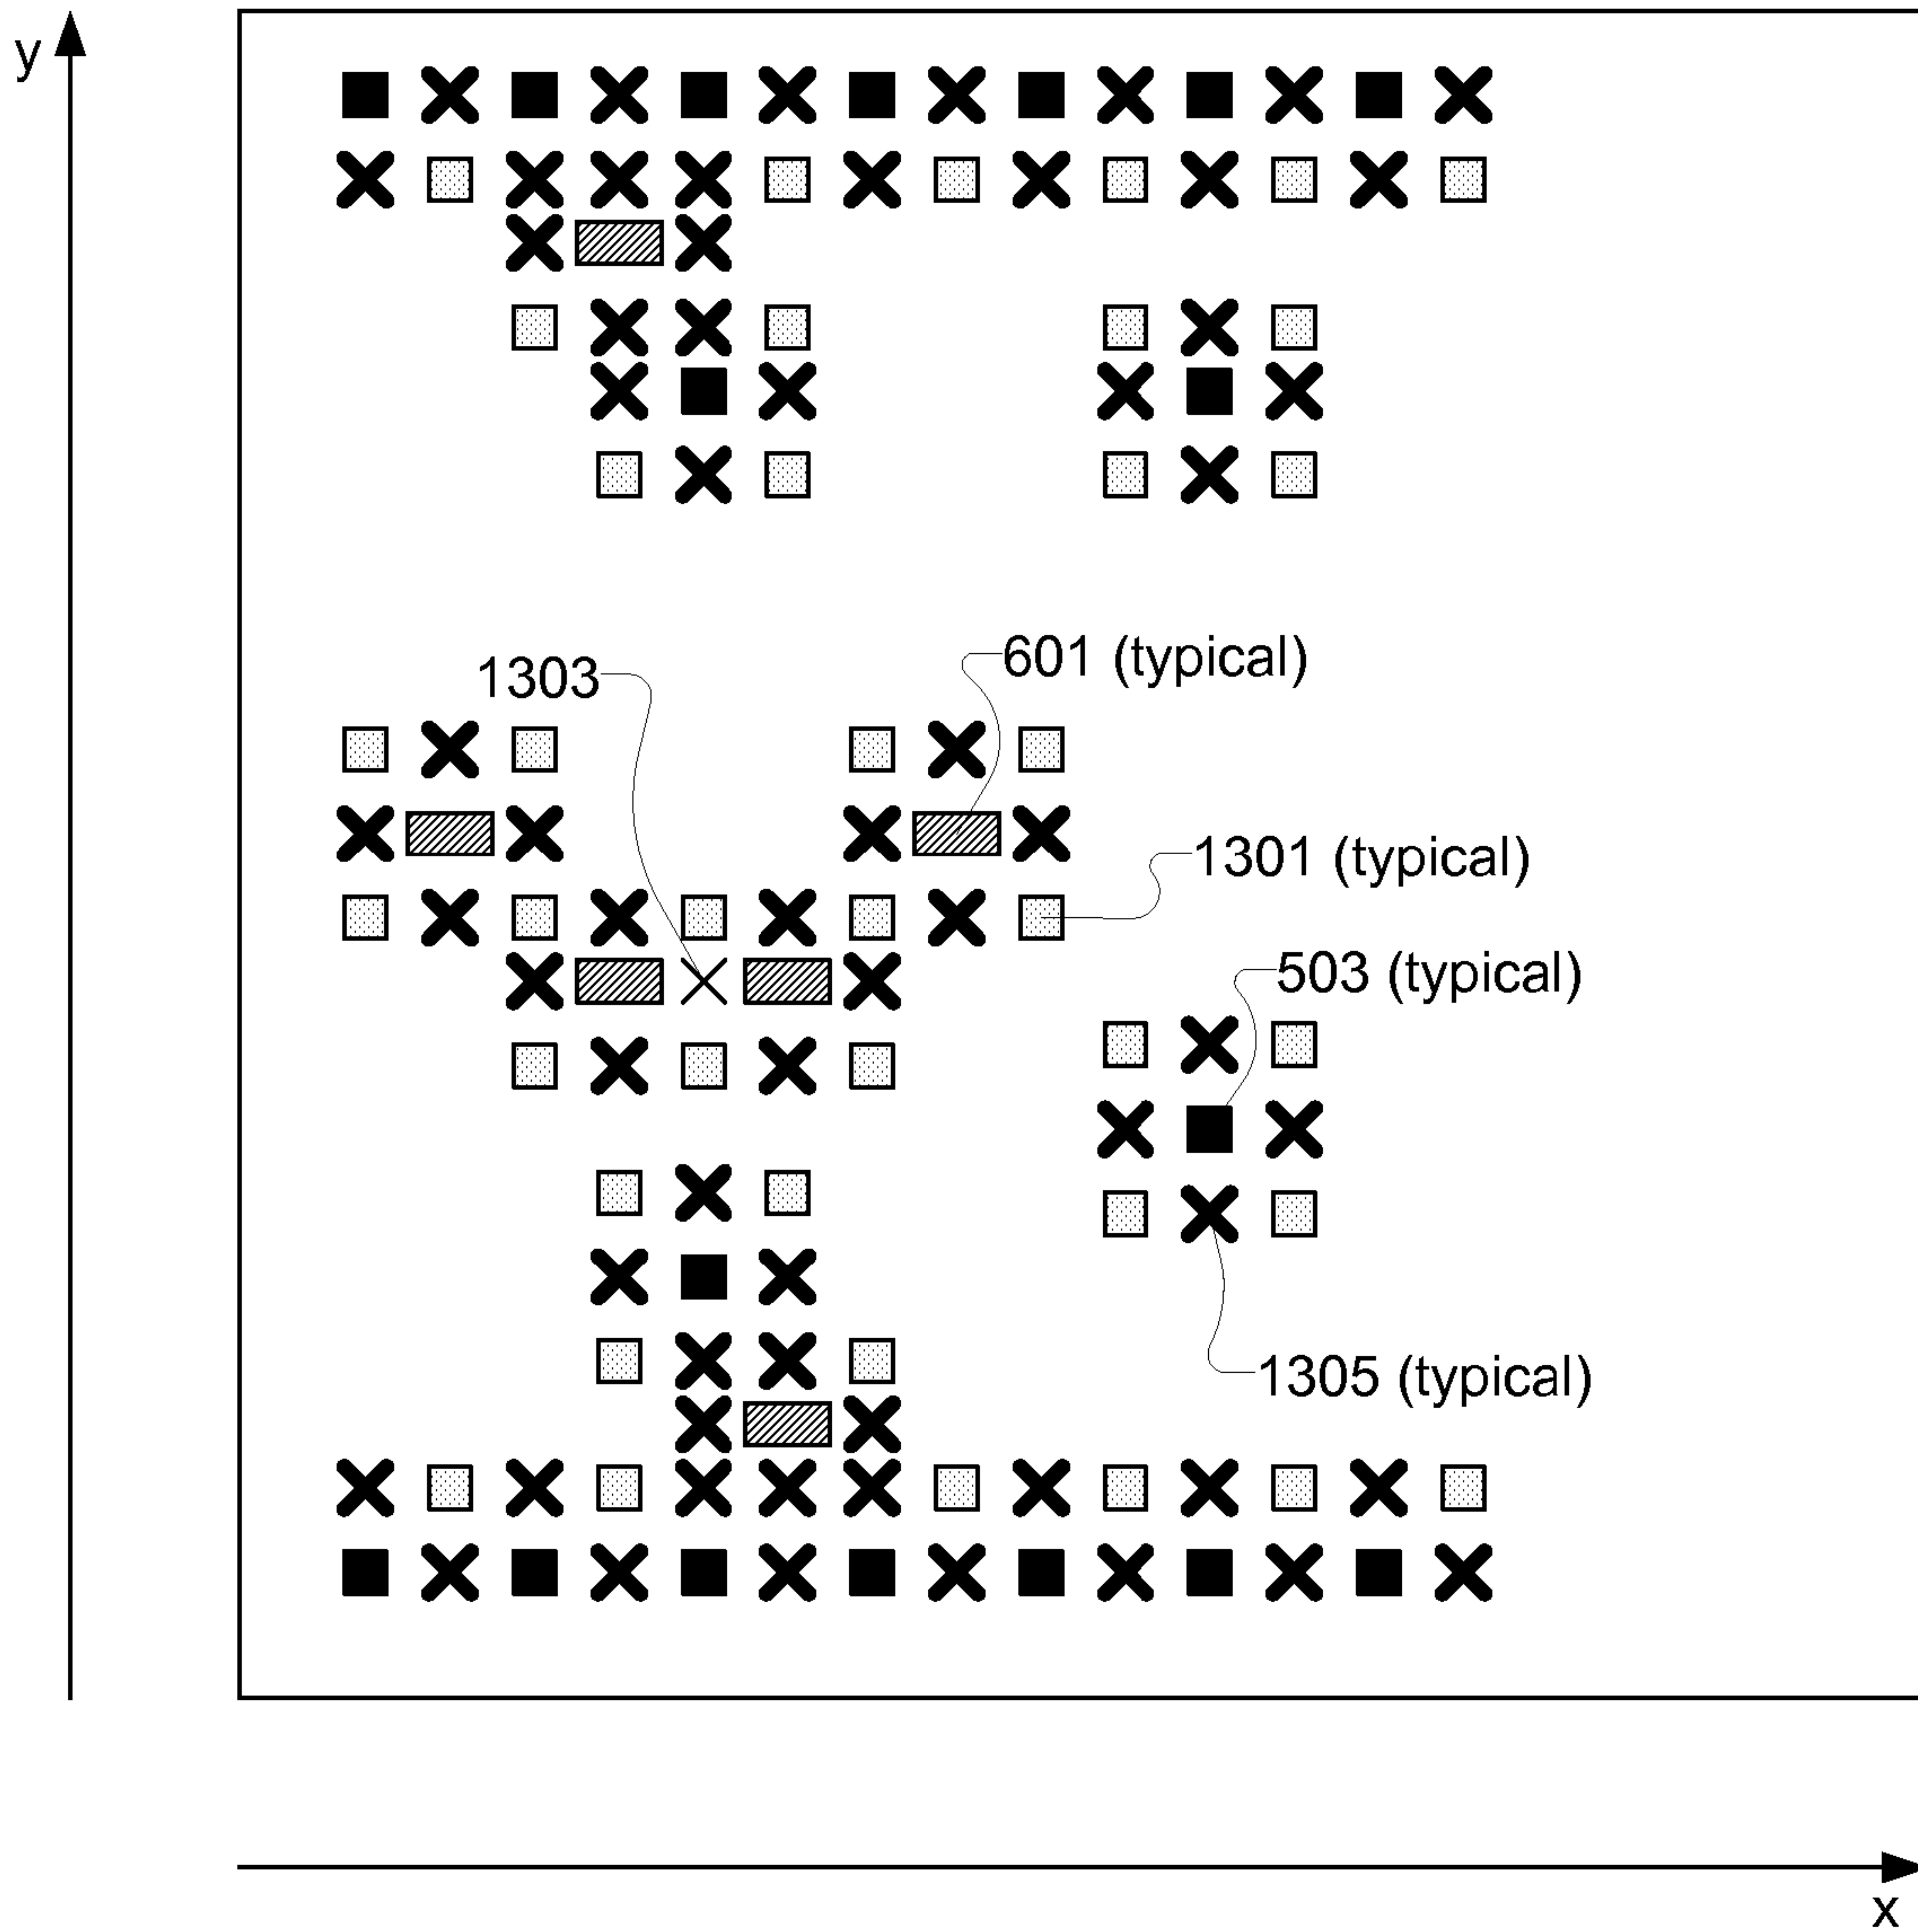 y
601 (typical)
1303
1301 (typical)
503 (typical)
1305 (typical)
x